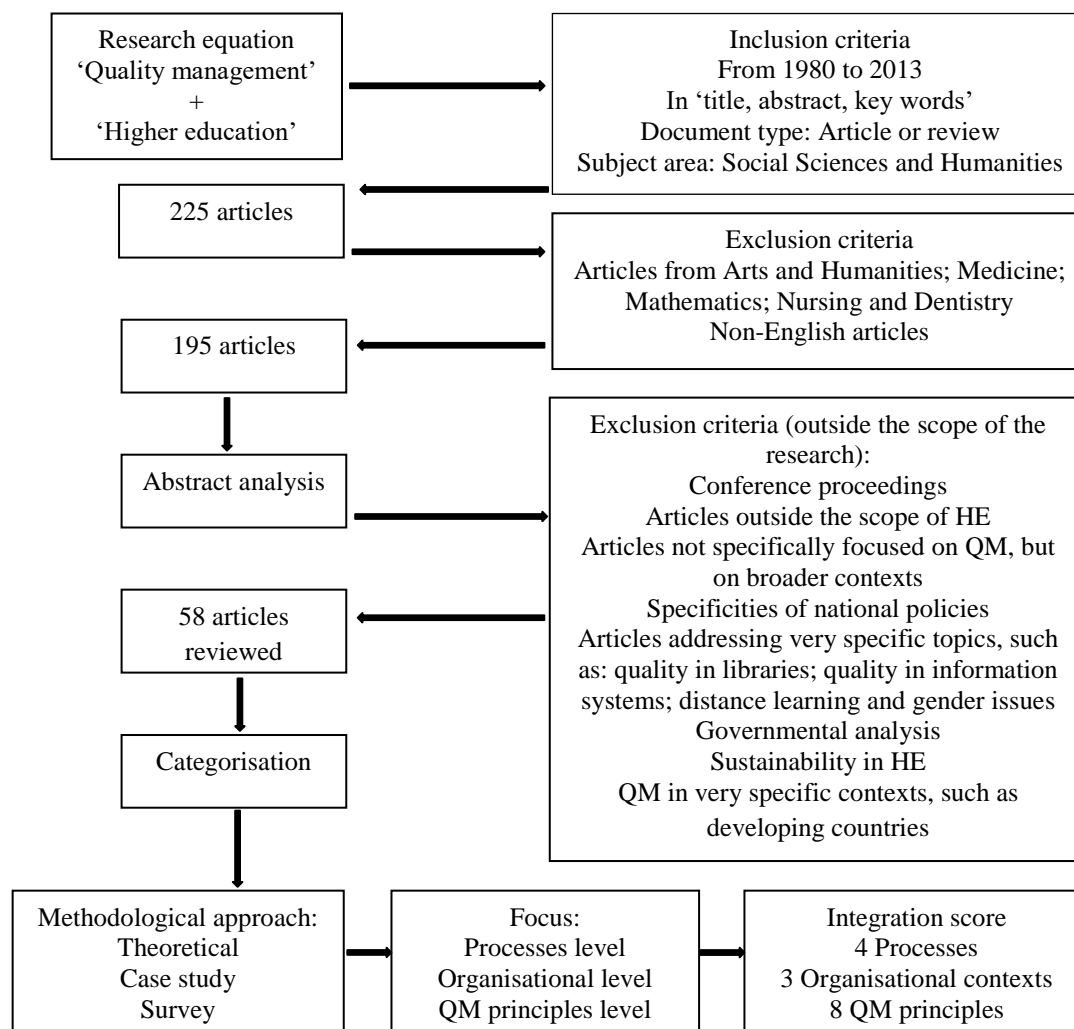 Research equation
‘Quality management’
+
‘Higher education’
Inclusion criteria
From 1980 to 2013
In ‘title, abstract, key words’
Document type: Article or review
Subject area: Social Sciences and Humanities
225 articles
Exclusion criteria
Articles from Arts and Humanities; Medicine;
Mathematics; Nursing and Dentistry
Non-English articles
195 articles
Abstract analysis
Exclusion criteria (outside the scope of the
research):
Conference proceedings
Articles outside the scope of HE
Articles not specifically focused on QM, but
on broader contexts
Specificities of national policies
Articles addressing very specific topics, such
as: quality in libraries; quality in information
systems; distance learning and gender issues
Governmental analysis
Sustainability in HE
QM in very specific contexts, such as
developing countries
58 articles
reviewed
Categorisation
Methodological approach:
Theoretical
Case study
Survey
Focus:
Processes level
Organisational level
QM principles level
Integration score
4 Processes
3 Organisational contexts
8 QM principles